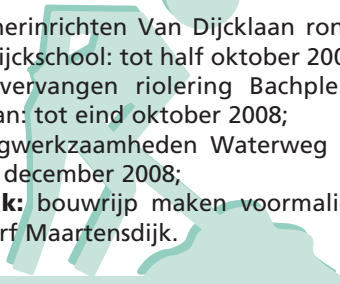 herinrichten Van Dijcklaan ron
ijckschool: tot half oktober 200
vervangen riolering Bachple
an: tot eind oktober 2008;
gwerkzaamheden Waterweg
december 2008;
k: bouwrijp maken voormali
rf Maartensdijk.